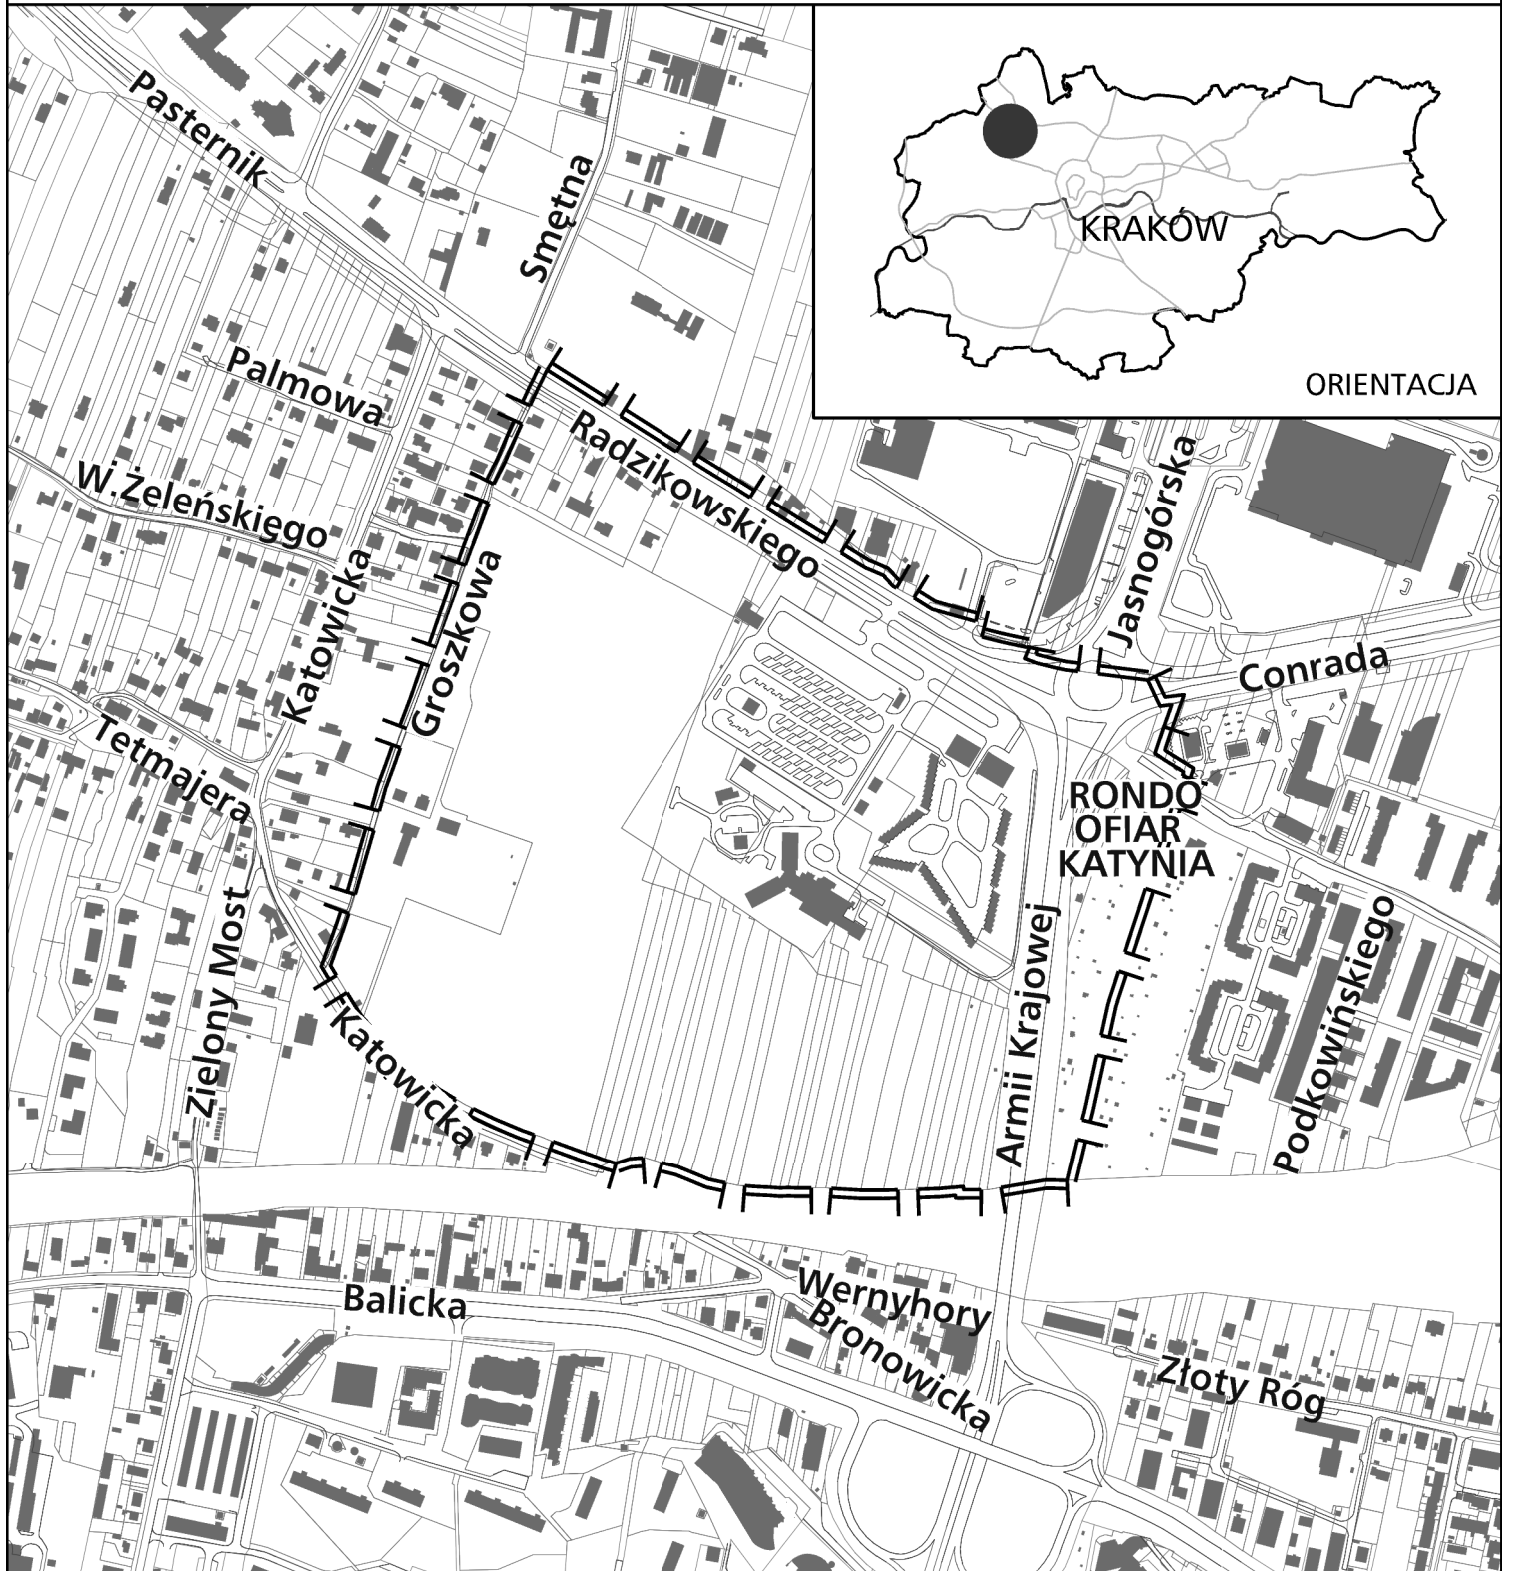 Pasternik
Smętna
KRAKÓW
ORIENTACJA
Palmowa
Radzikowskiego
Jasnogórska
W.Żeleńskiego
Katowicka
Groszkowa
Conrada
Tetmajera
RONDO
OFIAR
KATYNIA
Zielony Most
Armii Krajowej
Podkowińskiego
Katowicka
Balicka
Wernyhory
Bronowicka
Złoty Róg